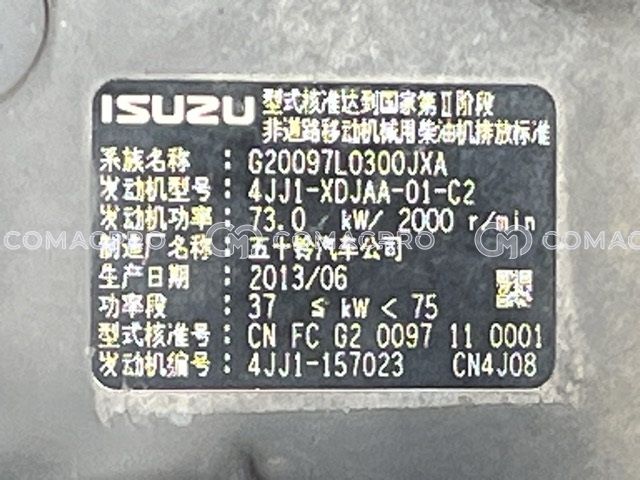 ISUZU 型式核准达到国家第Ⅱ阶段
非道路移动机械用柴油机排放标准
系族名称 : G20097L0300JXA
发动机型号: 4JJ1-XDJAA-01-C2
发动机功率: 73.0 kW/ 2000 r/min
制造厂名称: 五十铃汽车公司
生产日期 : 2013/06
功率段 : 37 ≤ kW < 75
型式核准号: CN FC G2 0097 11 0001
发动机编号: 4JJ1-157023 CN4J08
COMACPRO COMACPRO COMACPRO